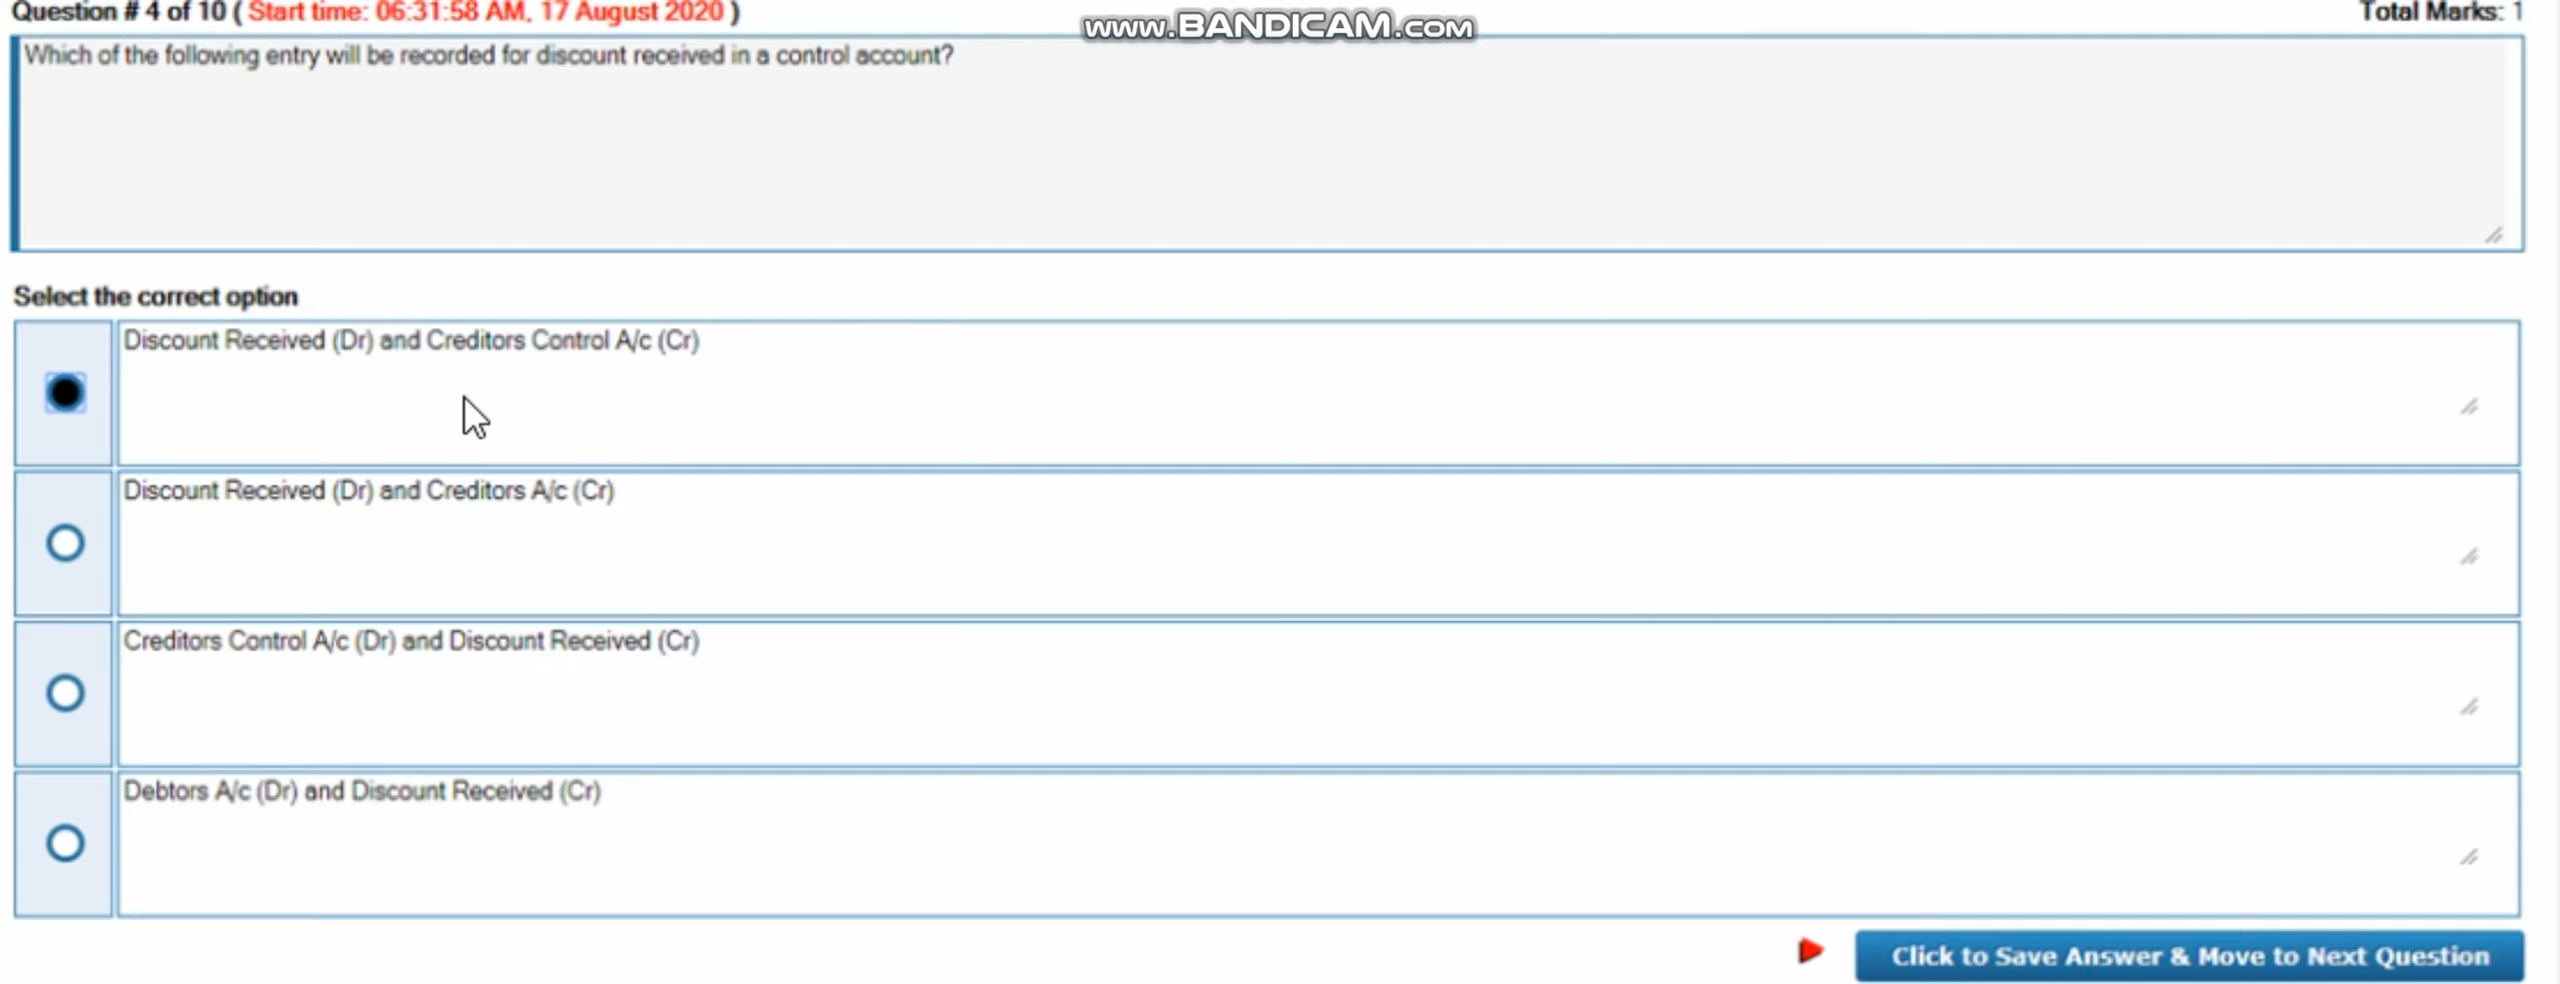 Question # 4 of 10 ( Start time: 06:31:58 AM, 17 August 2020 )
Total Marks: 1
www.BANDICAM.com
Which of the following entry will be recorded for discount received in a control account?
Select the correct option
Discount Received (Dr) and Creditors Control A/c (Cr)
Discount Received (Dr) and Creditors A/c (Cr)
Creditors Control A/c (Dr) and Discount Received (Cr)
Debtors A/c (Dr) and Discount Received (Cr)
Click to Save Answer & Move to Next Question